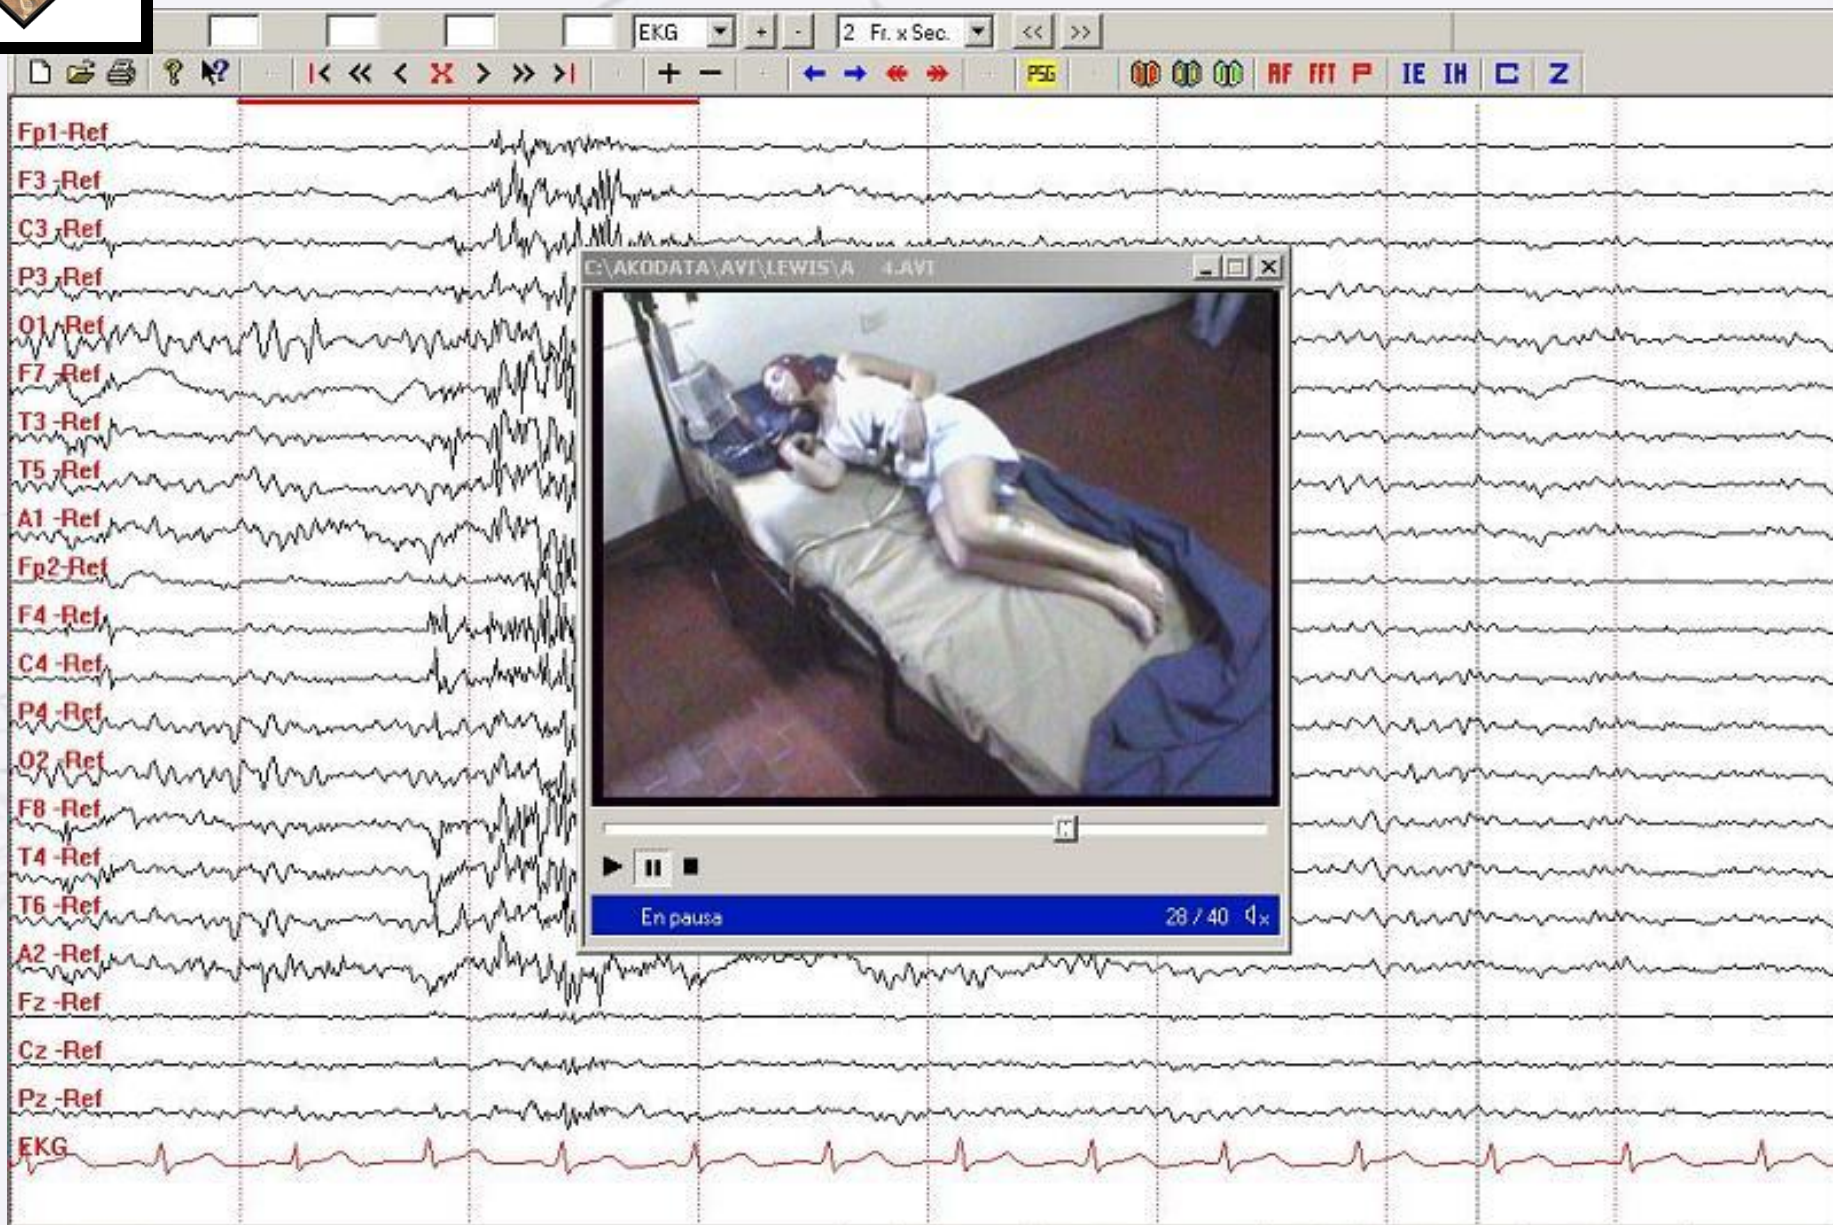 EKG + - 2 Fr. x Sec. << >>
PSG AF FFT P IE IH C Z
Fp1-Ref
F3 -Ref
C3 -Ref
P3 -Ref
O1 -Ref
F7 -Ref
T3 -Ref
T5 -Ref
A1 -Ref
Fp2-Ref
F4 -Ref
C4 -Ref
P4 -Ref
O2 -Ref
F8 -Ref
T4 -Ref
T6 -Ref
A2 -Ref
Fz -Ref
Cz -Ref
Pz -Ref
EKG
C:\AKODATA\AVI\LEWIS\A 4.AVI
En pausa 28 / 40